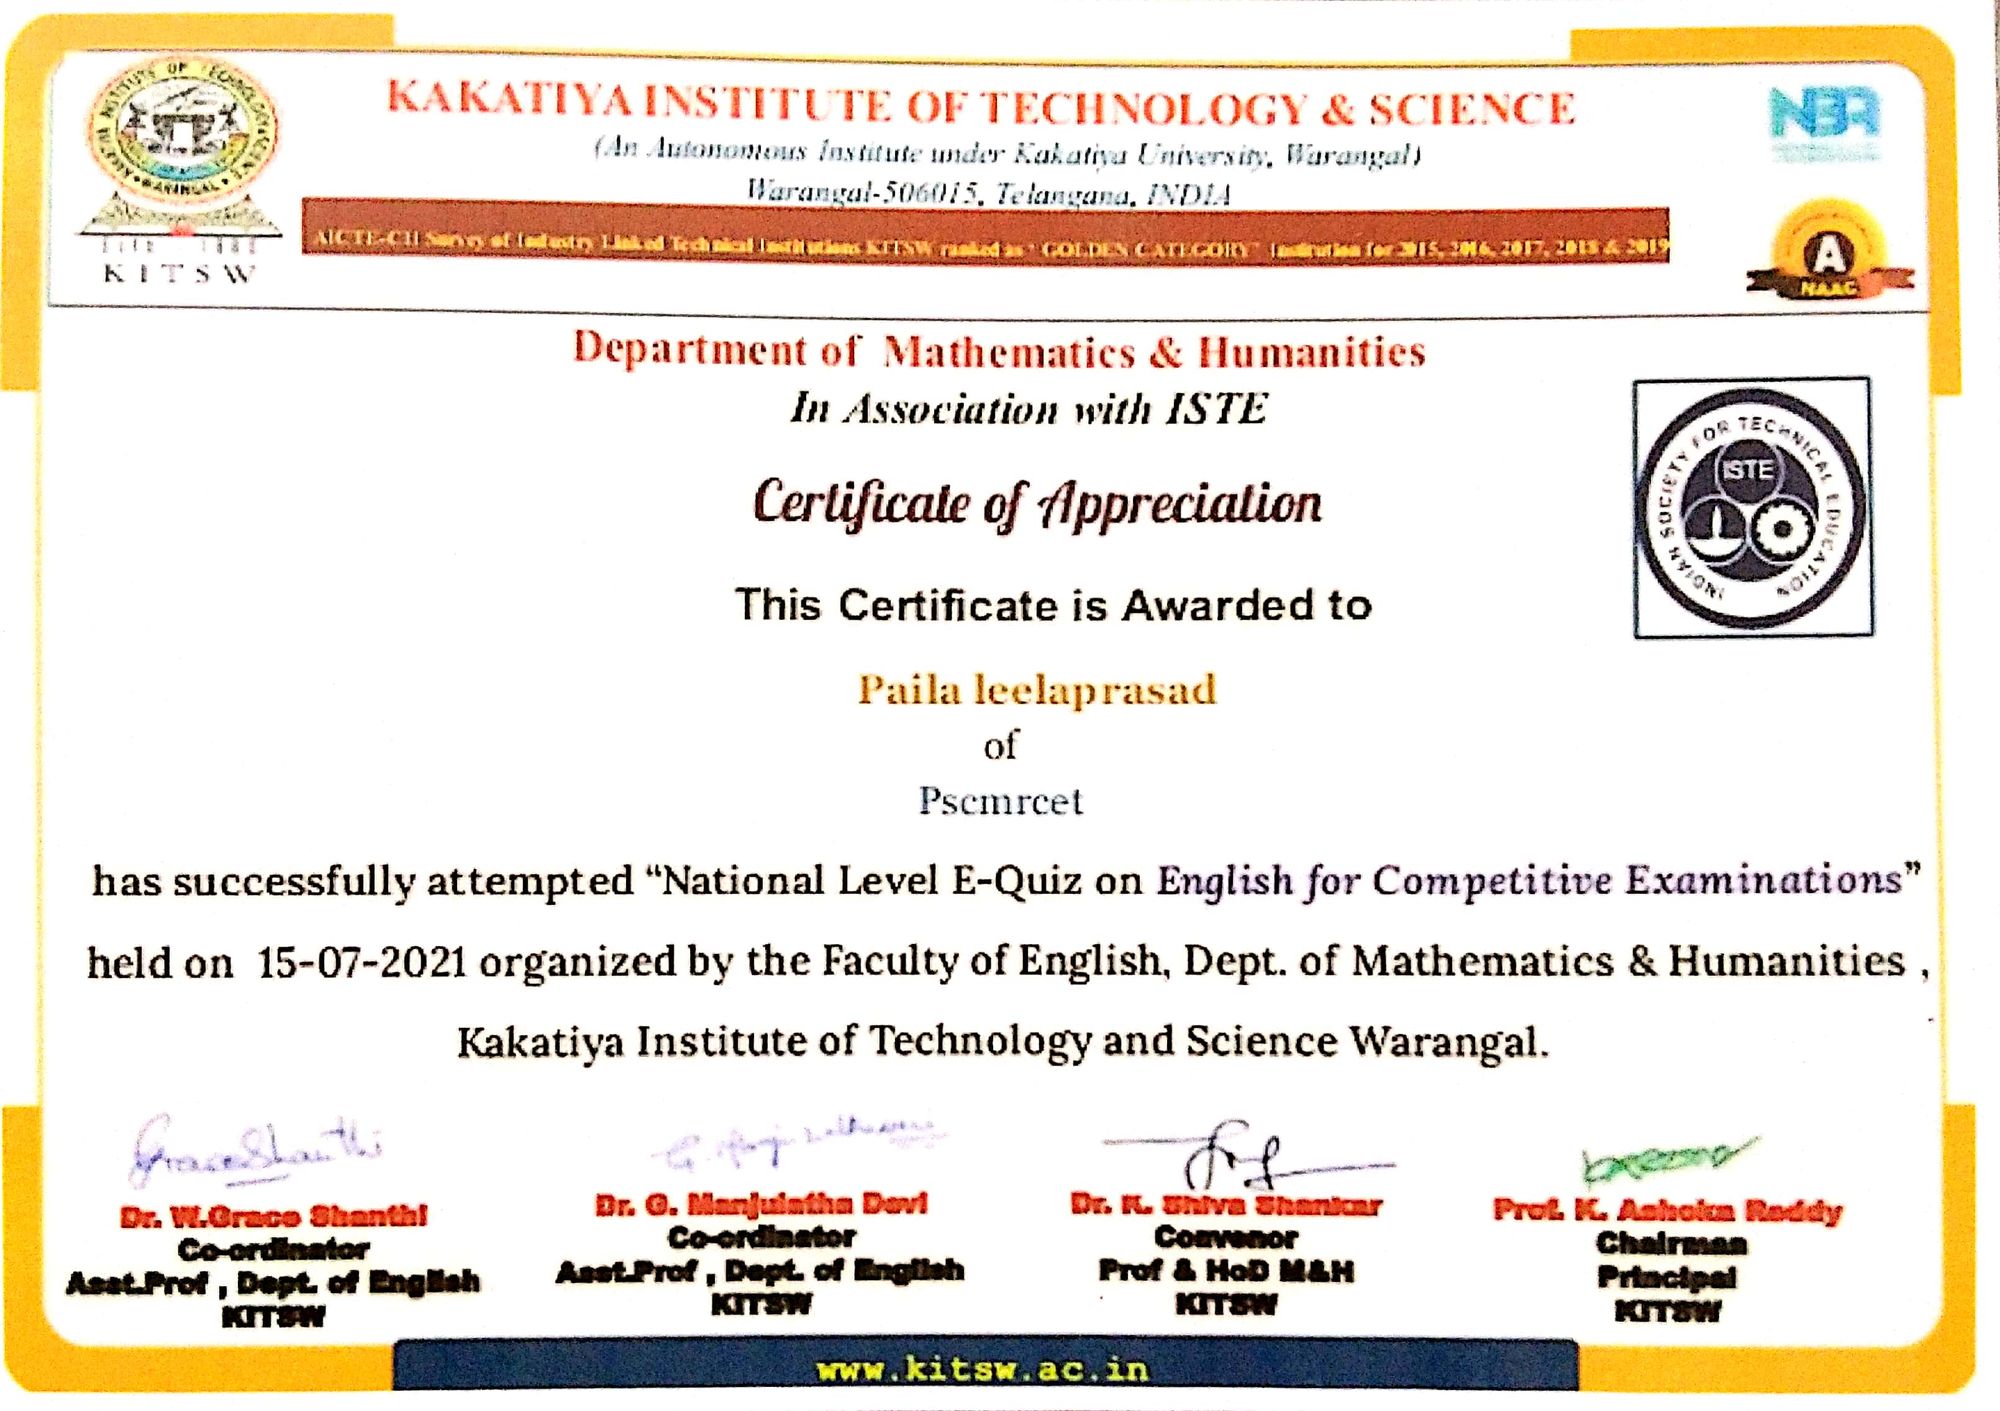 KAKATIYA INSTITUTE OF TECHNOLOGY & SCIENCE
(An Autonomous Institute under Kakatiya University, Warangal)
Warangal-506015, Telangana, INDIA
AICTE-CII Survey of Industry Linked Technical Institutions KITSW ranked as "GOLDEN CATEGORY" Institution for 2015, 2016, 2017, 2018 & 2019
WARANGAL
KITSW
A
NAAC
Department of Mathematics & Humanities
In Association with ISTE
INDIAN SOCIETY FOR TECHNICAL EDUCATION
ISTE
Certificate of Appreciation
This Certificate is Awarded to
Paila leelaprasad
of
Pscmrcet
has successfully attempted “National Level E-Quiz on English for Competitive Examinations”
held on 15-07-2021 organized by the Faculty of English, Dept. of Mathematics & Humanities ,
Kakatiya Institute of Technology and Science Warangal.
GraceShanthi
Dr. W.Grace Shanthi
Co-ordinator
Asst.Prof , Dept. of English
KITSW
Dr. G. Manjulatha Devi
Co-ordinator
Asst.Prof , Dept. of English
KITSW
Dr. K. Shiva Shankar
Convenor
Prof & HoD M&H
KITSW
Prof. K. Ashoka Reddy
Chairman
Principal
KITSW
www.kitsw.ac.in